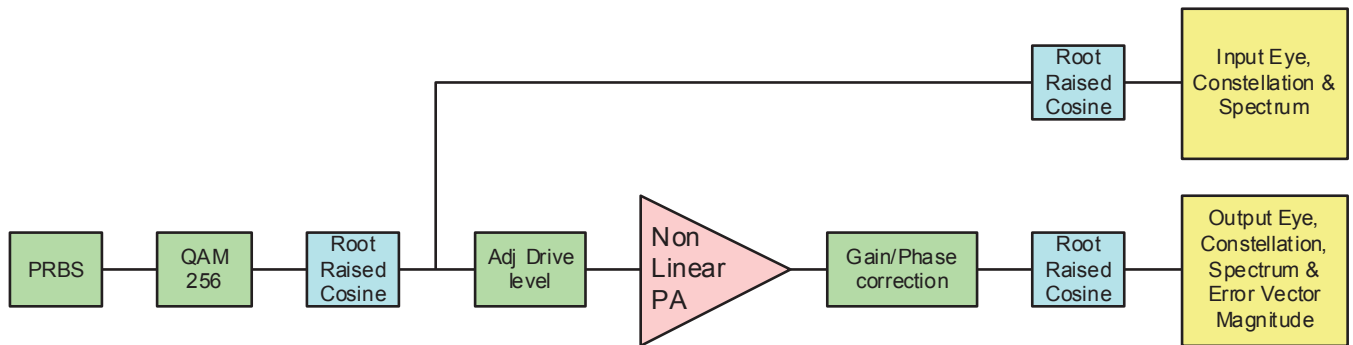 Root
Raised
Cosine
Input Eye,
Constellation &
Spectrum
PRBS
QAM
256
Root
Raised
Cosine
Adj Drive
level
Non
Linear
PA
Gain/Phase
correction
Root
Raised
Cosine
Output Eye,
Constellation,
Spectrum &
Error Vector
Magnitude